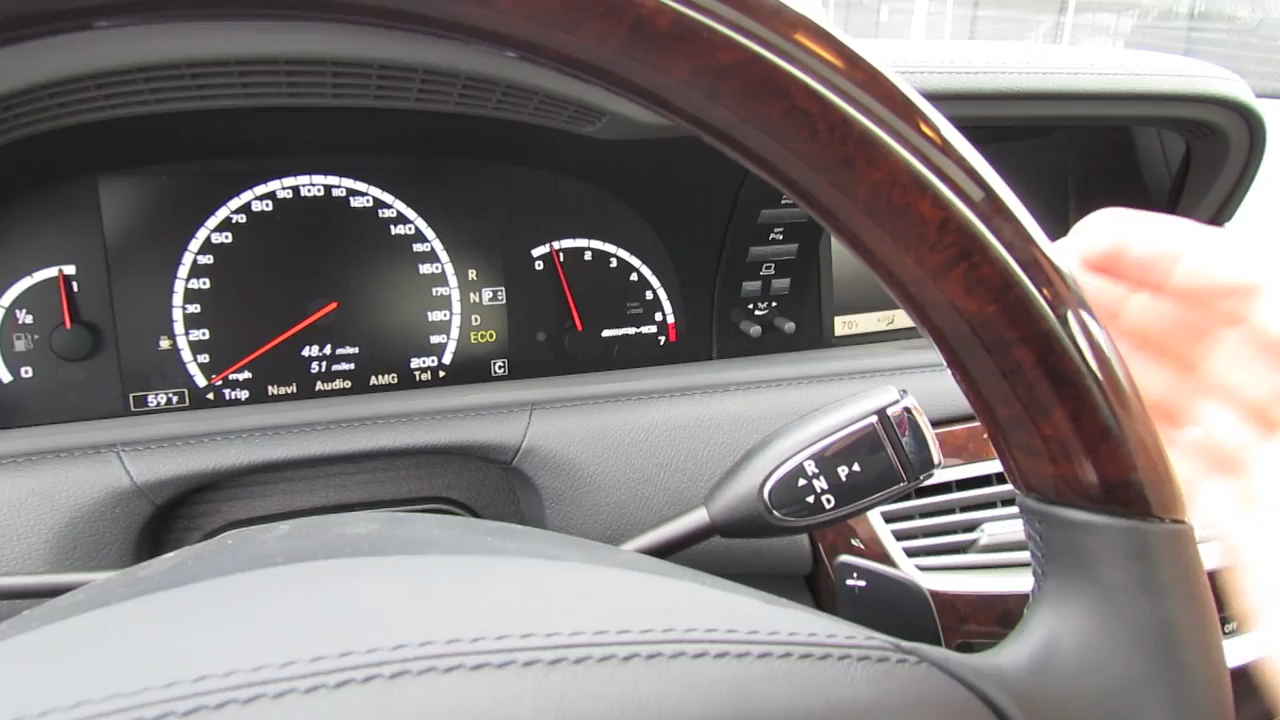 1
1/2
0
59°F
10
20
30
40
50
60
70
80
90
100
110
120
130
140
150
160
170
180
190
200
mph
48.4 miles
51 miles
◄ Trip Navi Audio AMG Tel ►
R
N P
D
ECO
C
0 1 2 3 4 5 6 7
AMG
OFF
70°F
R
N P◄
D
+
OFF